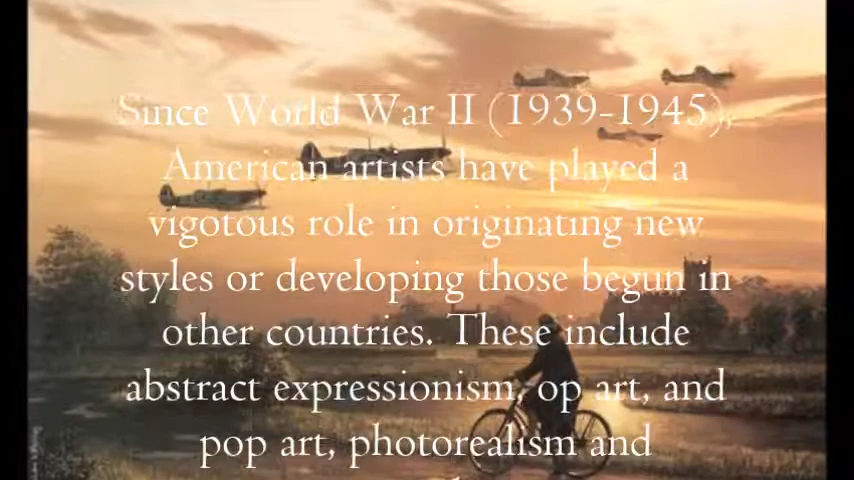 Since World War II (1939-1945),
American artists have played a
vigotous role in originating new
styles or developing those begun in
other countries. These include
abstract expressionism, op art, and
pop art, photorealism and